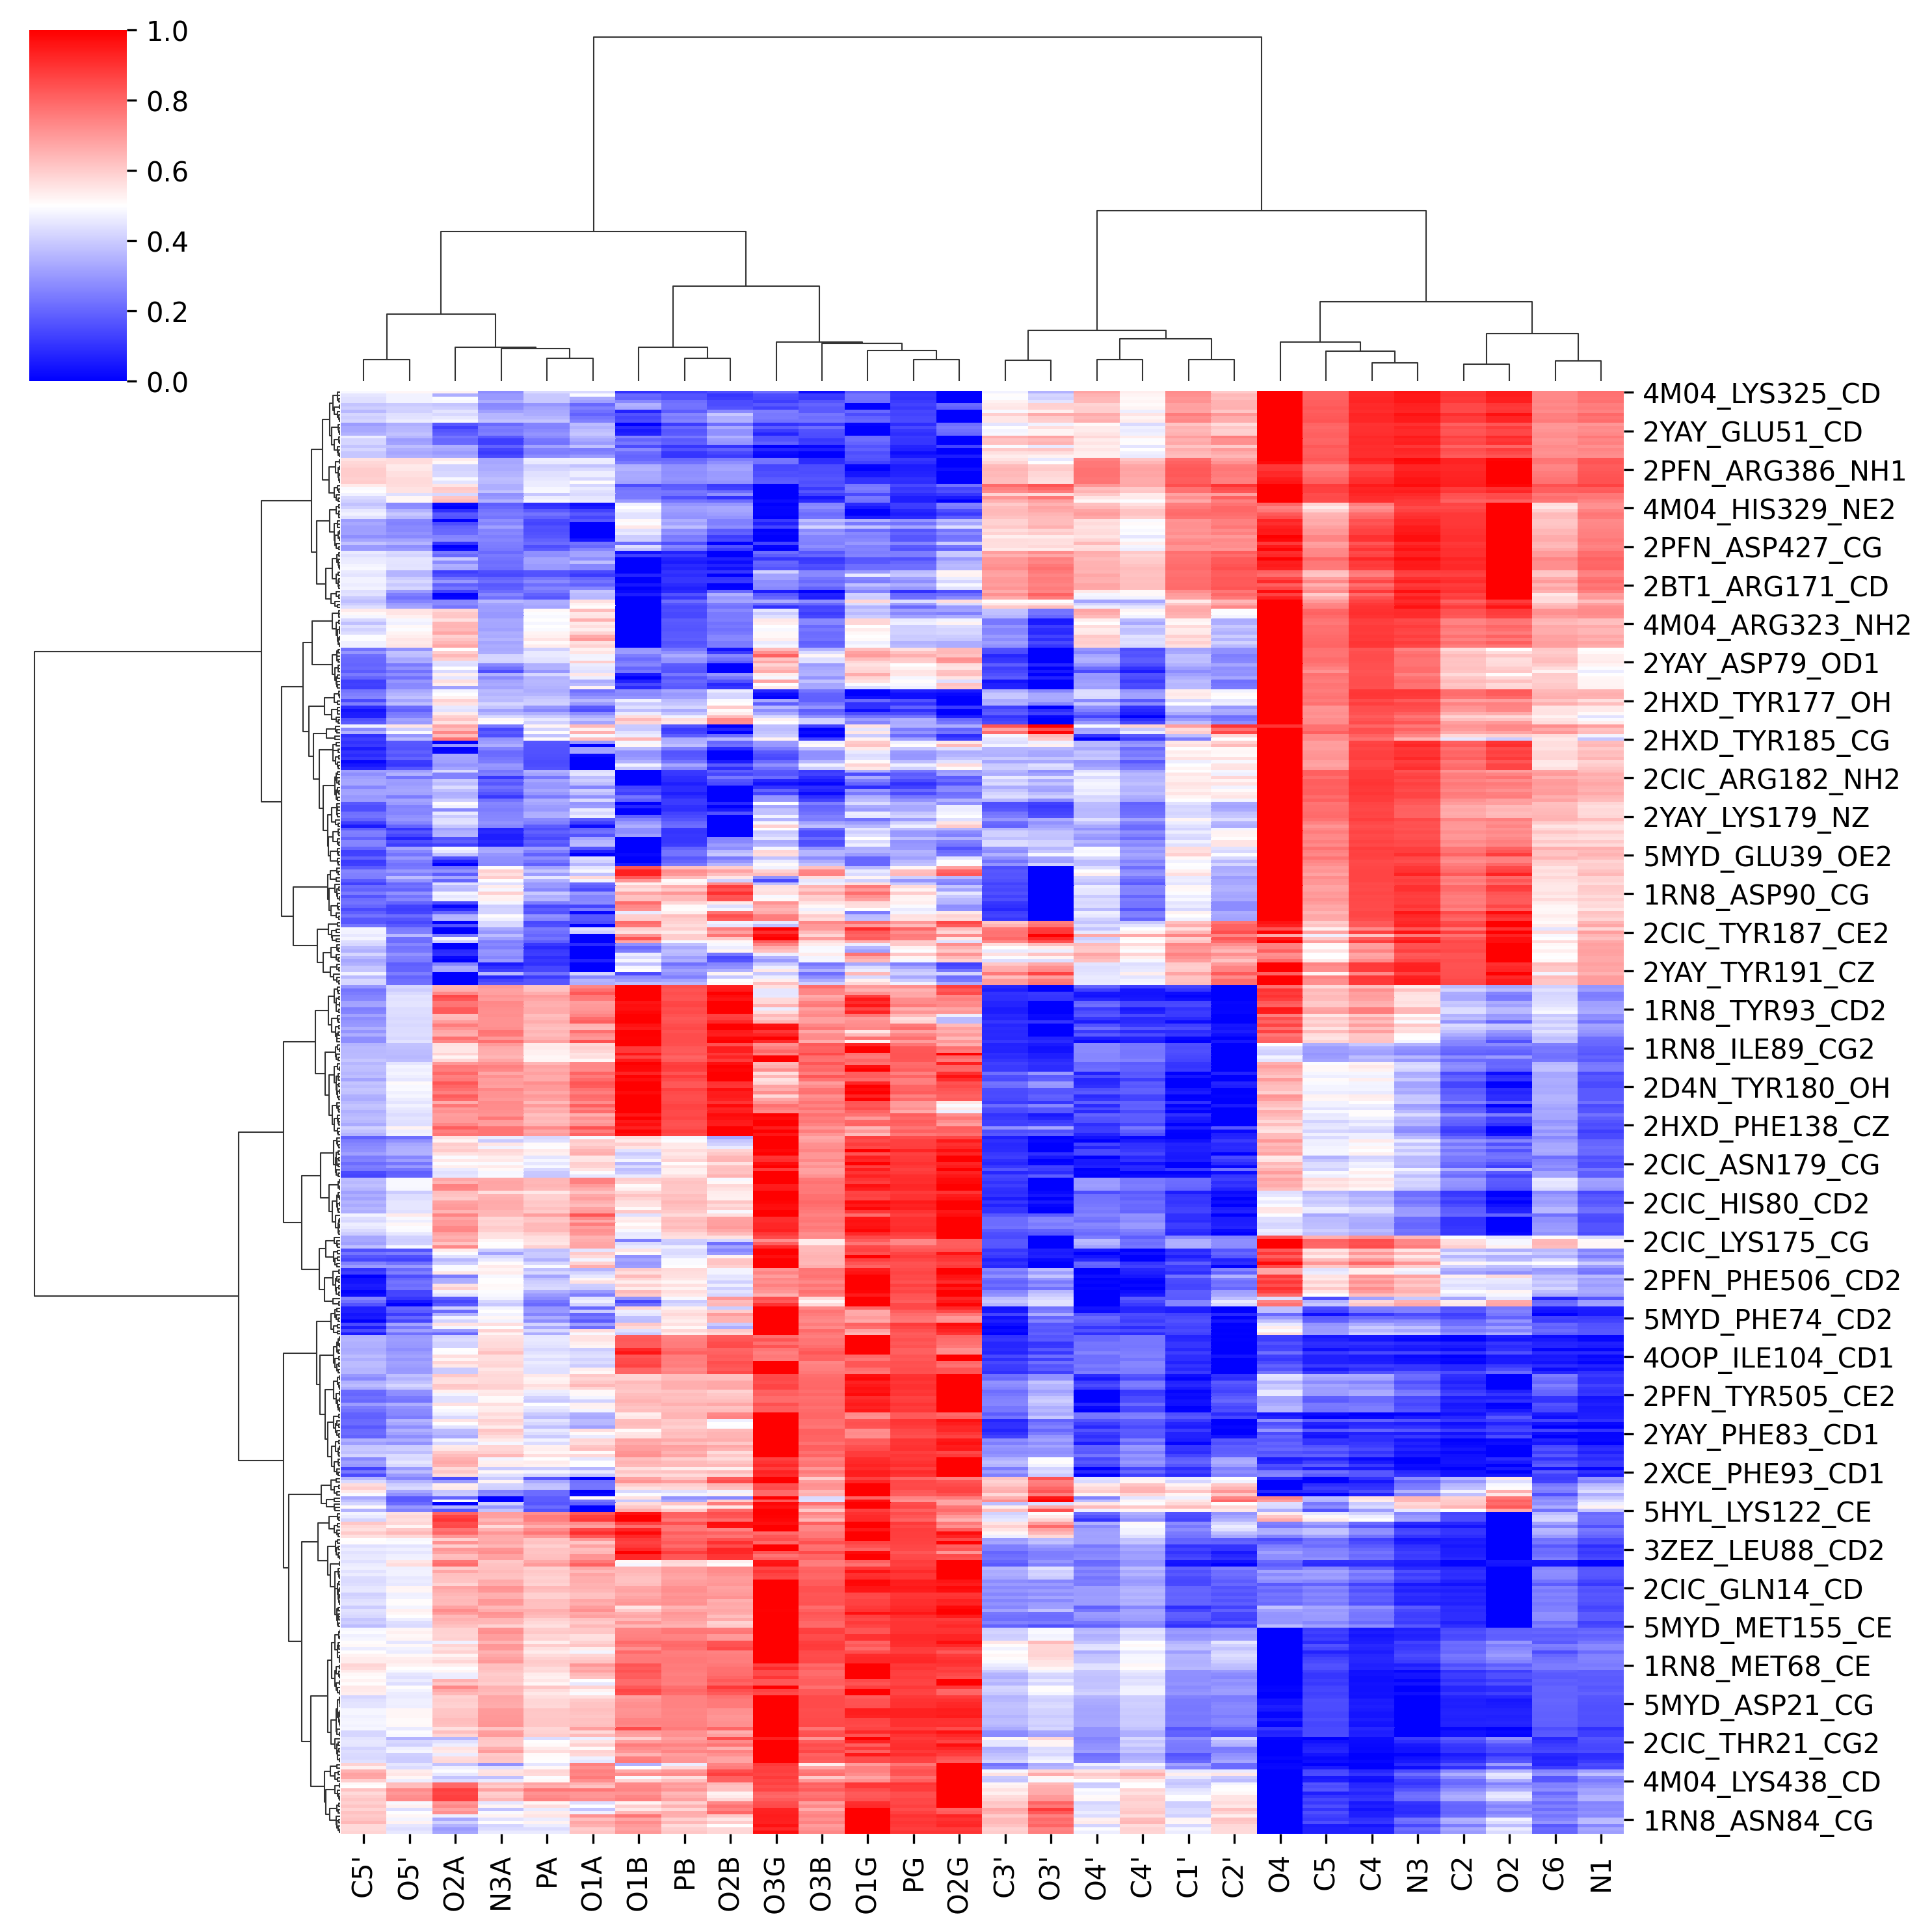 1.0
0.8
0.6
0.4
0.2
0.0
4M04_LYS325_CD
2YAY_GLU51_CD
2PFN_ARG386_NH1
4M04_HIS329_NE2
2PFN_ASP427_CG
2BT1_ARG171_CD
4M04_ARG323_NH2
2YAY_ASP79_OD1
2HXD_TYR177_OH
2HXD_TYR185_CG
2CIC_ARG182_NH2
2YAY_LYS179_NZ
5MYD_GLU39_OE2
1RN8_ASP90_CG
2CIC_TYR187_CE2
2YAY_TYR191_CZ
1RN8_TYR93_CD2
1RN8_ILE89_CG2
2D4N_TYR180_OH
2HXD_PHE138_CZ
2CIC_ASN179_CG
2CIC_HIS80_CD2
2CIC_LYS175_CG
2PFN_PHE506_CD2
5MYD_PHE74_CD2
4OOP_ILE104_CD1
2PFN_TYR505_CE2
2YAY_PHE83_CD1
2XCE_PHE93_CD1
5HYL_LYS122_CE
3ZEZ_LEU88_CD2
2CIC_GLN14_CD
5MYD_MET155_CE
1RN8_MET68_CE
5MYD_ASP21_CG
2CIC_THR21_CG2
4M04_LYS438_CD
1RN8_ASN84_CG
C5'
O5'
O2A
N3A
PA
O1A
O1B
PB
O2B
O3G
O3B
O1G
PG
O2G
C3'
O3'
O4'
C4'
C1'
C2'
O4
C5
C4
N3
C2
O2
C6
N1